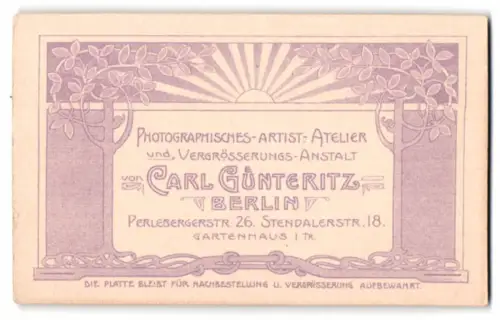 PHOTOGRAPHISCHES-ARTIST-ATELIER
und VERGRÖSSERUNGS-ANSTALT
von CARL GÜNTERITZ
BERLIN
PERLEBERGERSTR. 26. STENDALERSTR. 18.
GARTENHAUS I TR.
DIE PLATTE BLEIBT FÜR NACHBESTELLUNG U. VERGRÖSSERUNG AUFBEWAHRT.